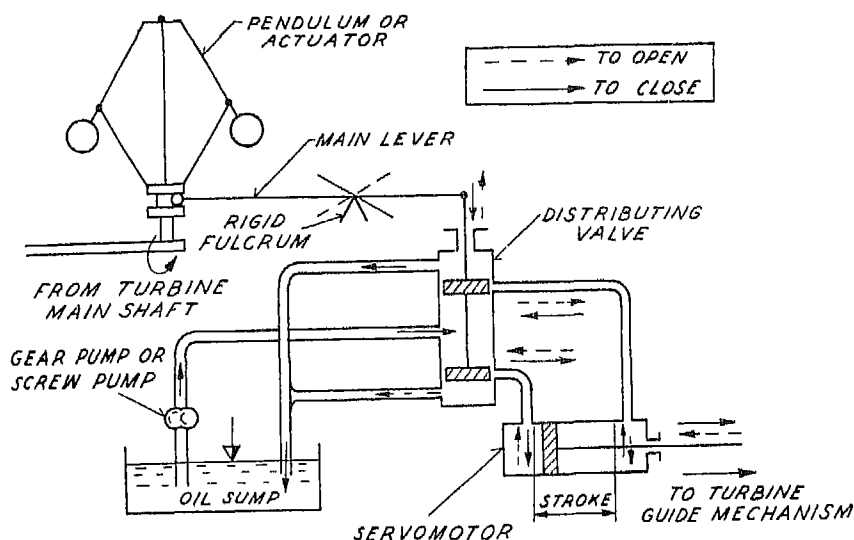 PENDULUM OR
ACTUATOR
TO OPEN
TO CLOSE
MAIN LEVER
RIGID
FULCRUM
DISTRIBUTING
VALVE
FROM TURBINE
MAIN SHAFT
GEAR PUMP OR
SCREW PUMP
OIL SUMP
STROKE
SERVOMOTOR
TO TURBINE
GUIDE MECHANISM